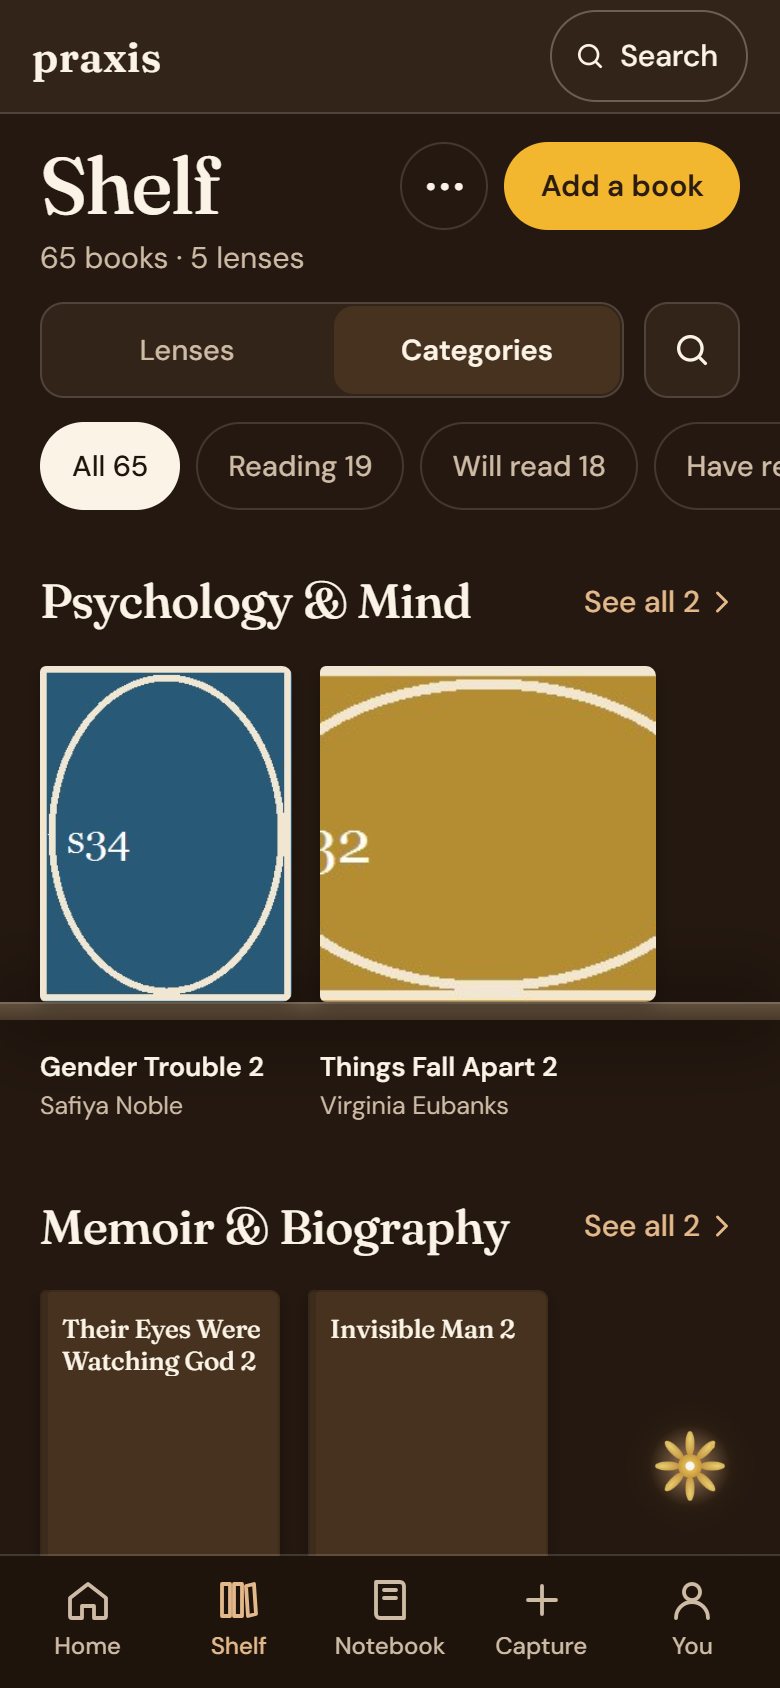 praxis
Search
Shelf
Add a book
65 books · 5 lenses
Lenses
Categories
All 65
Reading 19
Will read 18
Have re
Psychology & Mind
See all 2
s34
32
Gender Trouble 2
Things Fall Apart 2
Safiya Noble
Virginia Eubanks
Memoir & Biography
See all 2
Their Eyes Were
Watching God 2
Invisible Man 2
Home
Shelf
Notebook
Capture
You